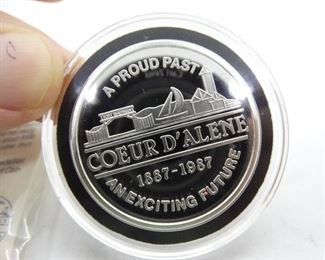 A PROUD PAST
COEUR D'ALENE
1887-1987
AN EXCITING FUTURE